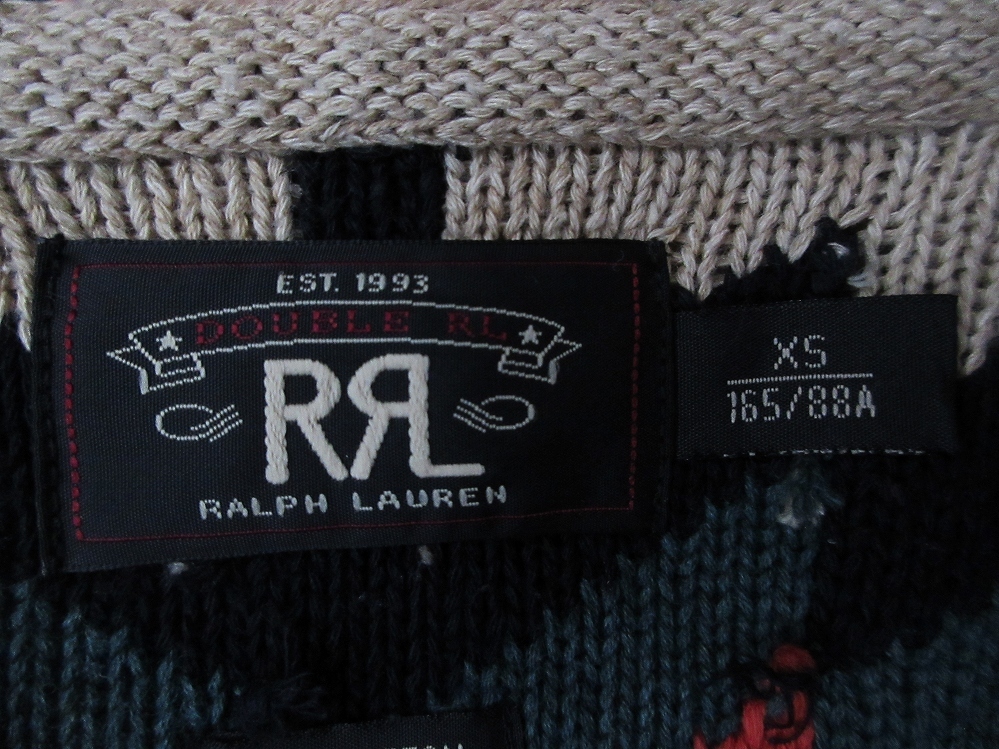 EST. 1993
DOUBLE RL
RRL
RALPH LAUREN
XS
165/88A